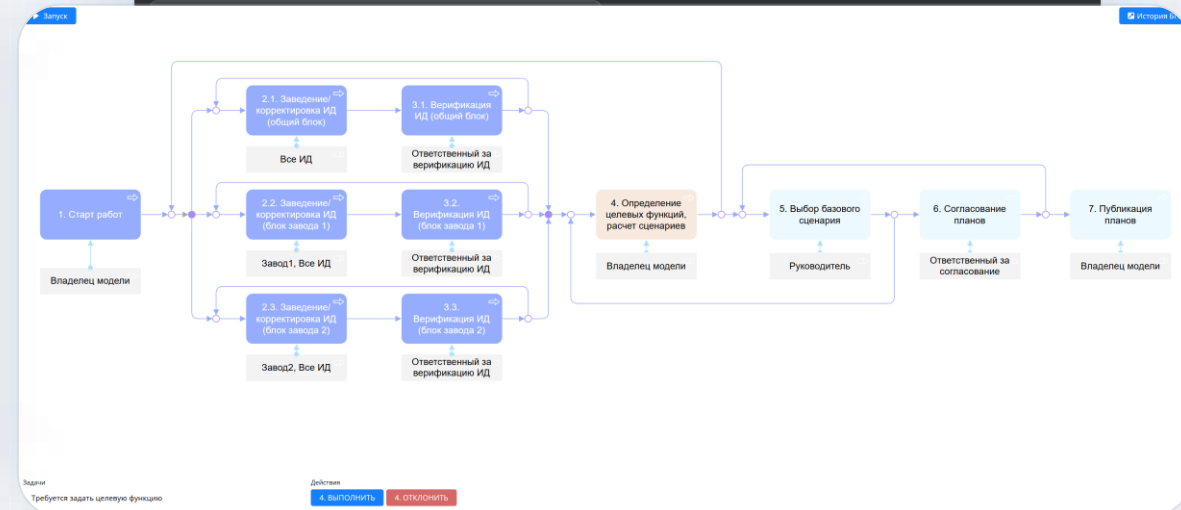 Запуск
История
2.1. Заведение/
корректировка ИД
(общий блок)
3.1. Верификация
ИД (общий блок)
Все ИД
Ответственный за
верификацию ИД
1. Старт работ
2.2. Заведение/
корректировка ИД
(блок завода 1)
3.2.
Верификация ИД
(блок завода 1)
4. Определение
целевых функций,
расчет сценариев
5. Выбор базового
сценария
6. Согласование
планов
7. Публикация
планов
Владелец модели
Завод1, Все ИД
Ответственный за
верификацию ИД
Владелец модели
Руководитель
Ответственный за
согласование
Владелец модели
2.3. Заведение/
корректировка ИД
(блок завода 2)
3.3.
Верификация ИД
(блок завода 2)
Завод2, Все ИД
Ответственный за
верификацию ИД
Задачи
Действия
Требуется задать целевую функцию
4. ВЫПОЛНИТЬ
4. ОТКЛОНИТЬ